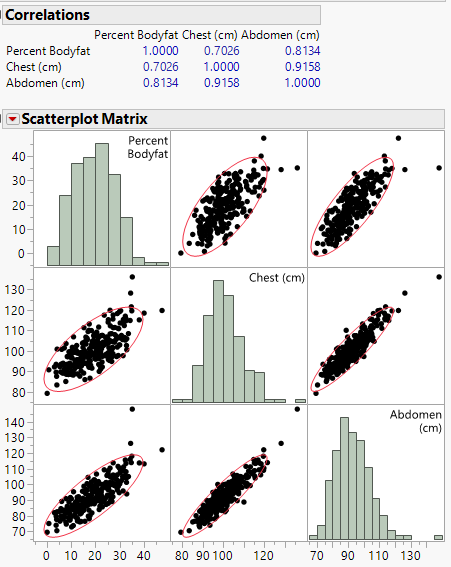 Correlations
Percent Bodyfat Chest (cm) Abdomen (cm)
Percent Bodyfat 1.0000 0.7026 0.8134
Chest (cm) 0.7026 1.0000 0.9158
Abdomen (cm) 0.8134 0.9158 1.0000
Scatterplot Matrix
Percent
Bodyfat
40
30
20
10
0
Chest (cm)
130
120
110
100
90
80
Abdomen
(cm)
140
130
120
110
100
90
80
70
0 10 20 30 40 80 90 100 120 70 90 110 130